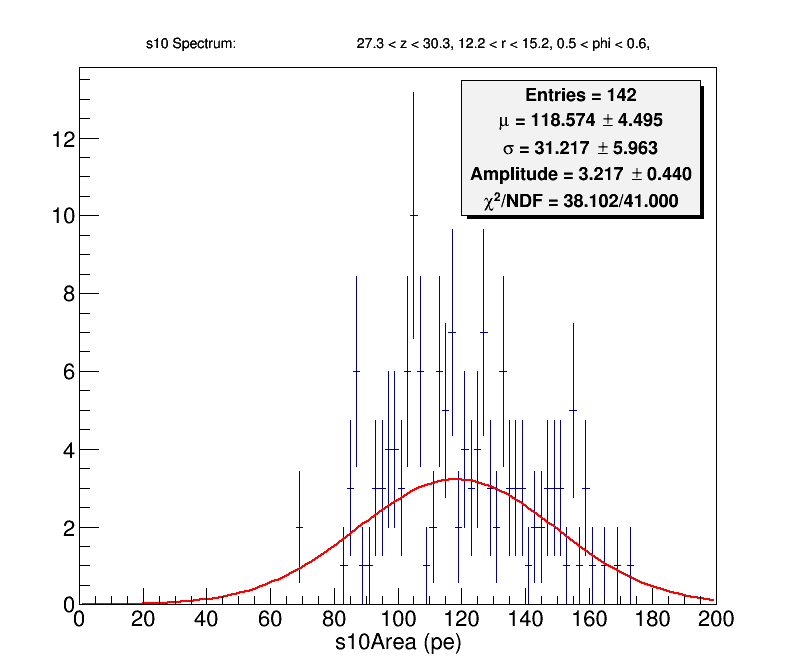 s10 Spectrum: 27.3 < z < 30.3, 12.2 < r < 15.2, 0.5 < phi < 0.6,
Entries = 142
μ = 118.574 ± 4.495
σ = 31.217 ± 5.963
Amplitude = 3.217 ± 0.440
χ²/NDF = 38.102/41.000
12
10
8
6
4
2
0
0 20 40 60 80 100 120 140 160 180 200
s10Area (pe)